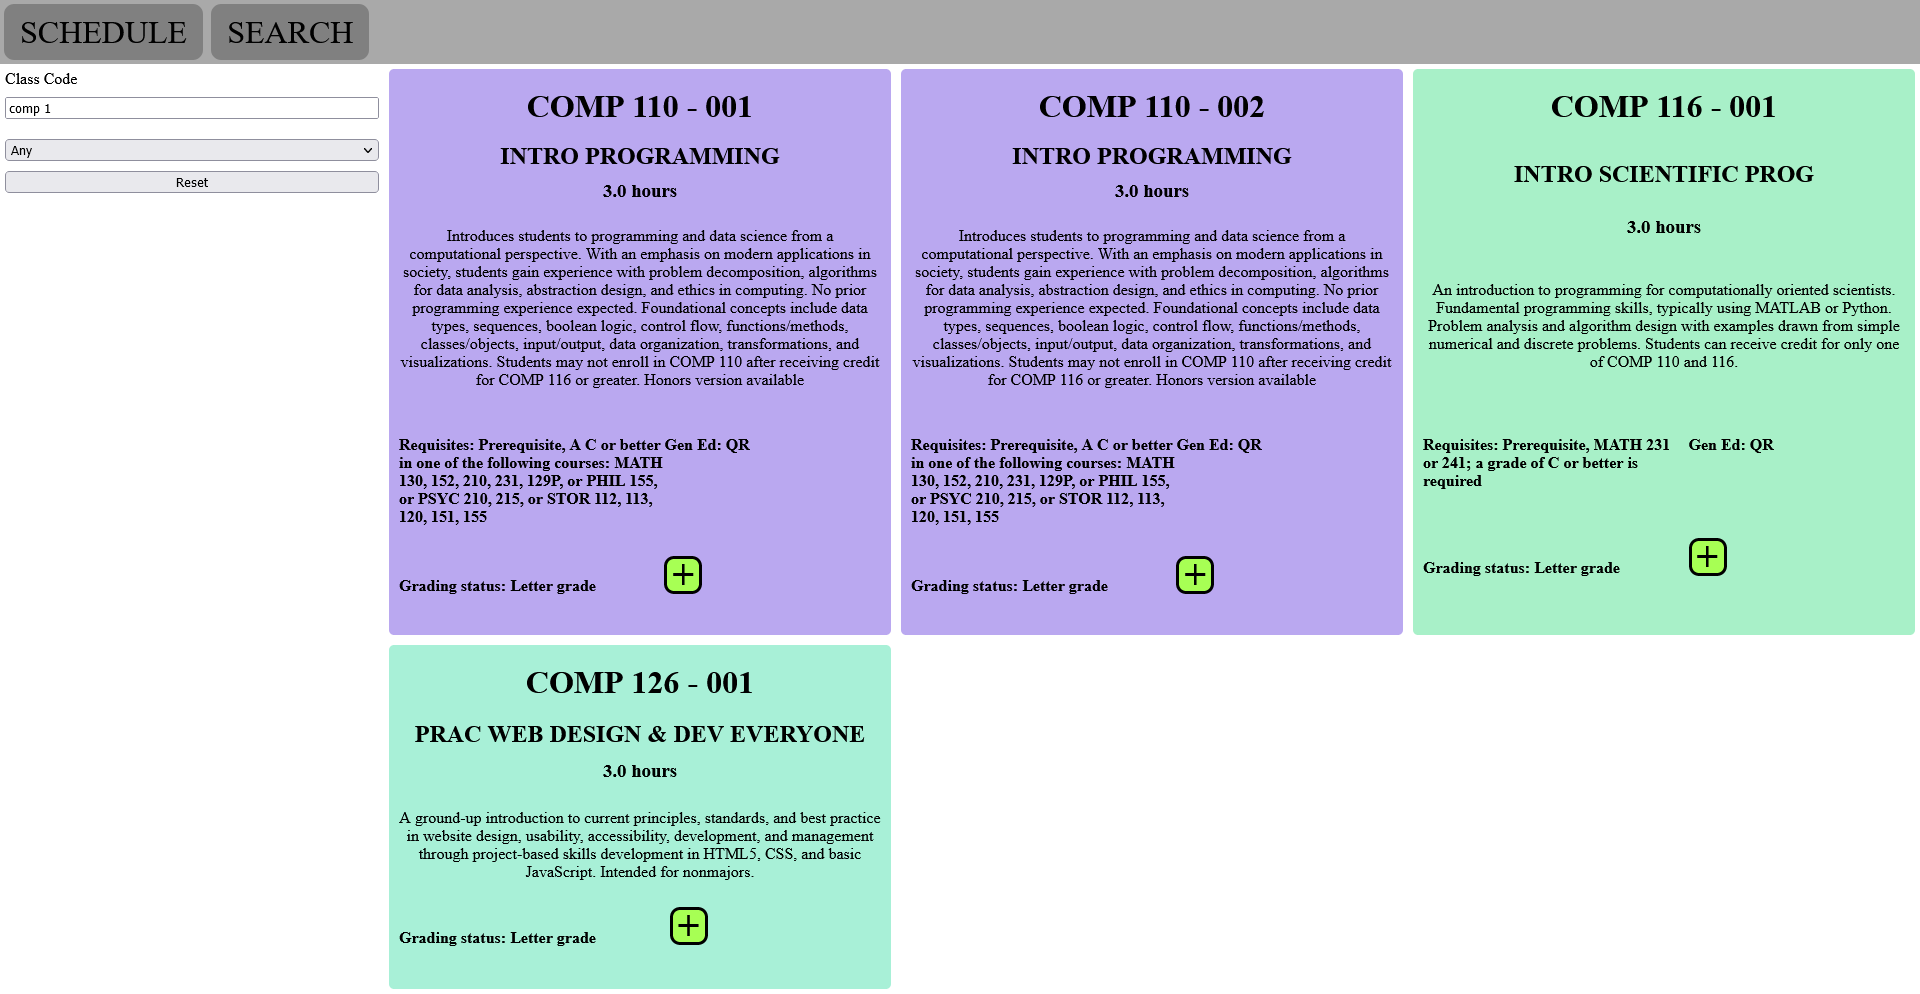 SCHEDULE SEARCH
Class Code
comp 1
Any
Reset
COMP 110 - 001
INTRO PROGRAMMING
3.0 hours
Introduces students to programming and data science from a
computational perspective. With an emphasis on modern applications in
society, students gain experience with problem decomposition, algorithms
for data analysis, abstraction design, and ethics in computing. No prior
programming experience expected. Foundational concepts include data
types, sequences, boolean logic, control flow, functions/methods,
classes/objects, input/output, data organization, transformations, and
visualizations. Students may not enroll in COMP 110 after receiving credit
for COMP 116 or greater. Honors version available
Requisites: Prerequisite, A C or better
in one of the following courses: MATH
130, 152, 210, 231, 129P, or PHIL 155,
or PSYC 210, 215, or STOR 112, 113,
120, 151, 155
Gen Ed: QR
Grading status: Letter grade
+
COMP 110 - 002
INTRO PROGRAMMING
3.0 hours
Introduces students to programming and data science from a
computational perspective. With an emphasis on modern applications in
society, students gain experience with problem decomposition, algorithms
for data analysis, abstraction design, and ethics in computing. No prior
programming experience expected. Foundational concepts include data
types, sequences, boolean logic, control flow, functions/methods,
classes/objects, input/output, data organization, transformations, and
visualizations. Students may not enroll in COMP 110 after receiving credit
for COMP 116 or greater. Honors version available
Requisites: Prerequisite, A C or better
in one of the following courses: MATH
130, 152, 210, 231, 129P, or PHIL 155,
or PSYC 210, 215, or STOR 112, 113,
120, 151, 155
Gen Ed: QR
Grading status: Letter grade
+
COMP 116 - 001
INTRO SCIENTIFIC PROG
3.0 hours
An introduction to programming for computationally oriented scientists.
Fundamental programming skills, typically using MATLAB or Python.
Problem analysis and algorithm design with examples drawn from simple
numerical and discrete problems. Students can receive credit for only one
of COMP 110 and 116.
Requisites: Prerequisite, MATH 231
or 241; a grade of C or better is
required
Gen Ed: QR
Grading status: Letter grade
+
COMP 126 - 001
PRAC WEB DESIGN & DEV EVERYONE
3.0 hours
A ground-up introduction to current principles, standards, and best practice
in website design, usability, accessibility, development, and management
through project-based skills development in HTML5, CSS, and basic
JavaScript. Intended for nonmajors.
Grading status: Letter grade
+